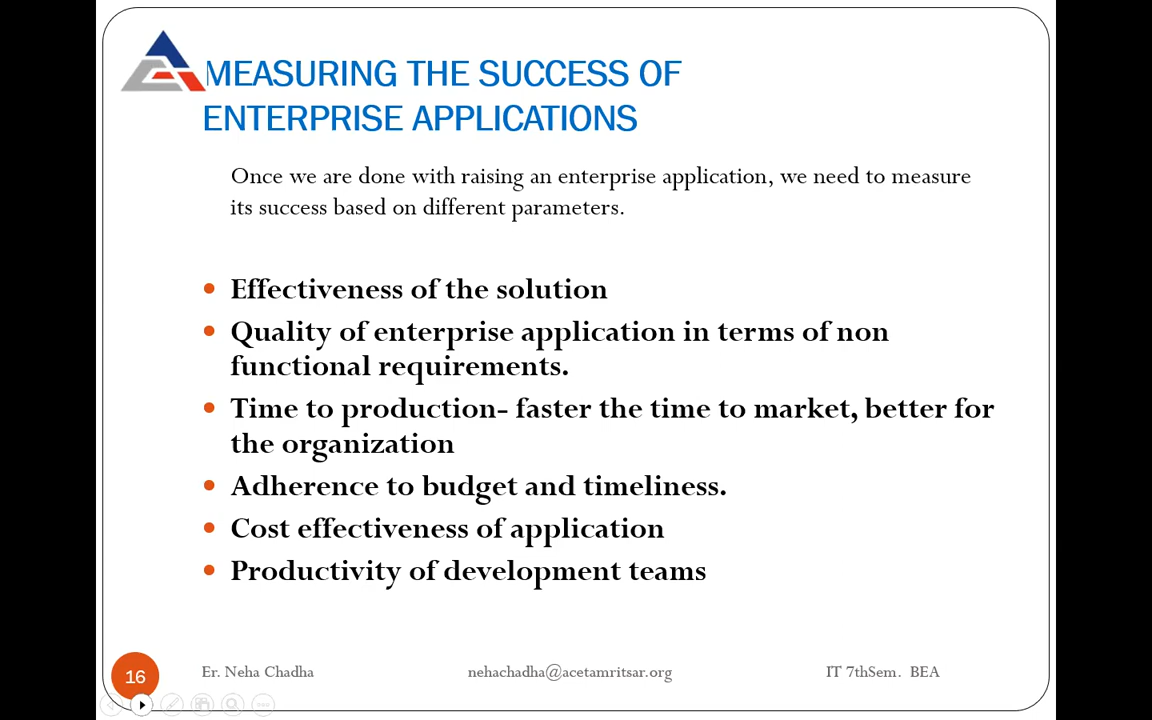 MEASURING THE SUCCESS OF
ENTERPRISE APPLICATIONS
Once we are done with raising an enterprise application, we need to measure
its success based on different parameters.
• Effectiveness of the solution
• Quality of enterprise application in terms of non
functional requirements.
• Time to production- faster the time to market, better for
the organization
• Adherence to budget and timeliness.
• Cost effectiveness of application
• Productivity of development teams
16 Er. Neha Chadha nehachadha@acetamritsar.org IT 7thSem. BEA